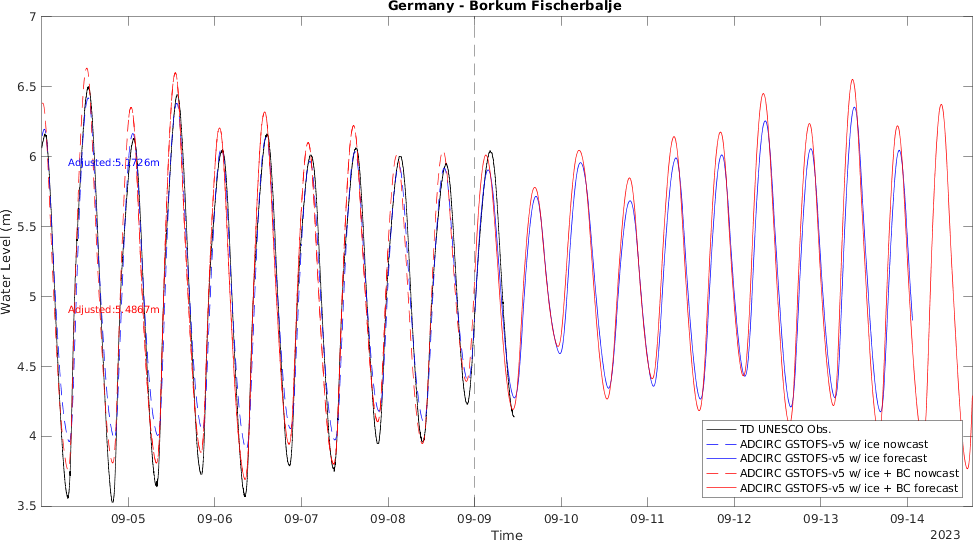 Germany - Borkum Fischerbalje
7
6.5
6
5.5
5
4.5
4
3.5
Water Level (m)
Adjusted:5.1726m
Adjusted:5.4867m
TD UNESCO Obs.
ADCIRC GSTOFS-v5 w/ ice nowcast
ADCIRC GSTOFS-v5 w/ ice forecast
ADCIRC GSTOFS-v5 w/ ice + BC nowcast
ADCIRC GSTOFS-v5 w/ ice + BC forecast
09-05 09-06 09-07 09-08 09-09 09-10 09-11 09-12 09-13 09-14
Time
2023